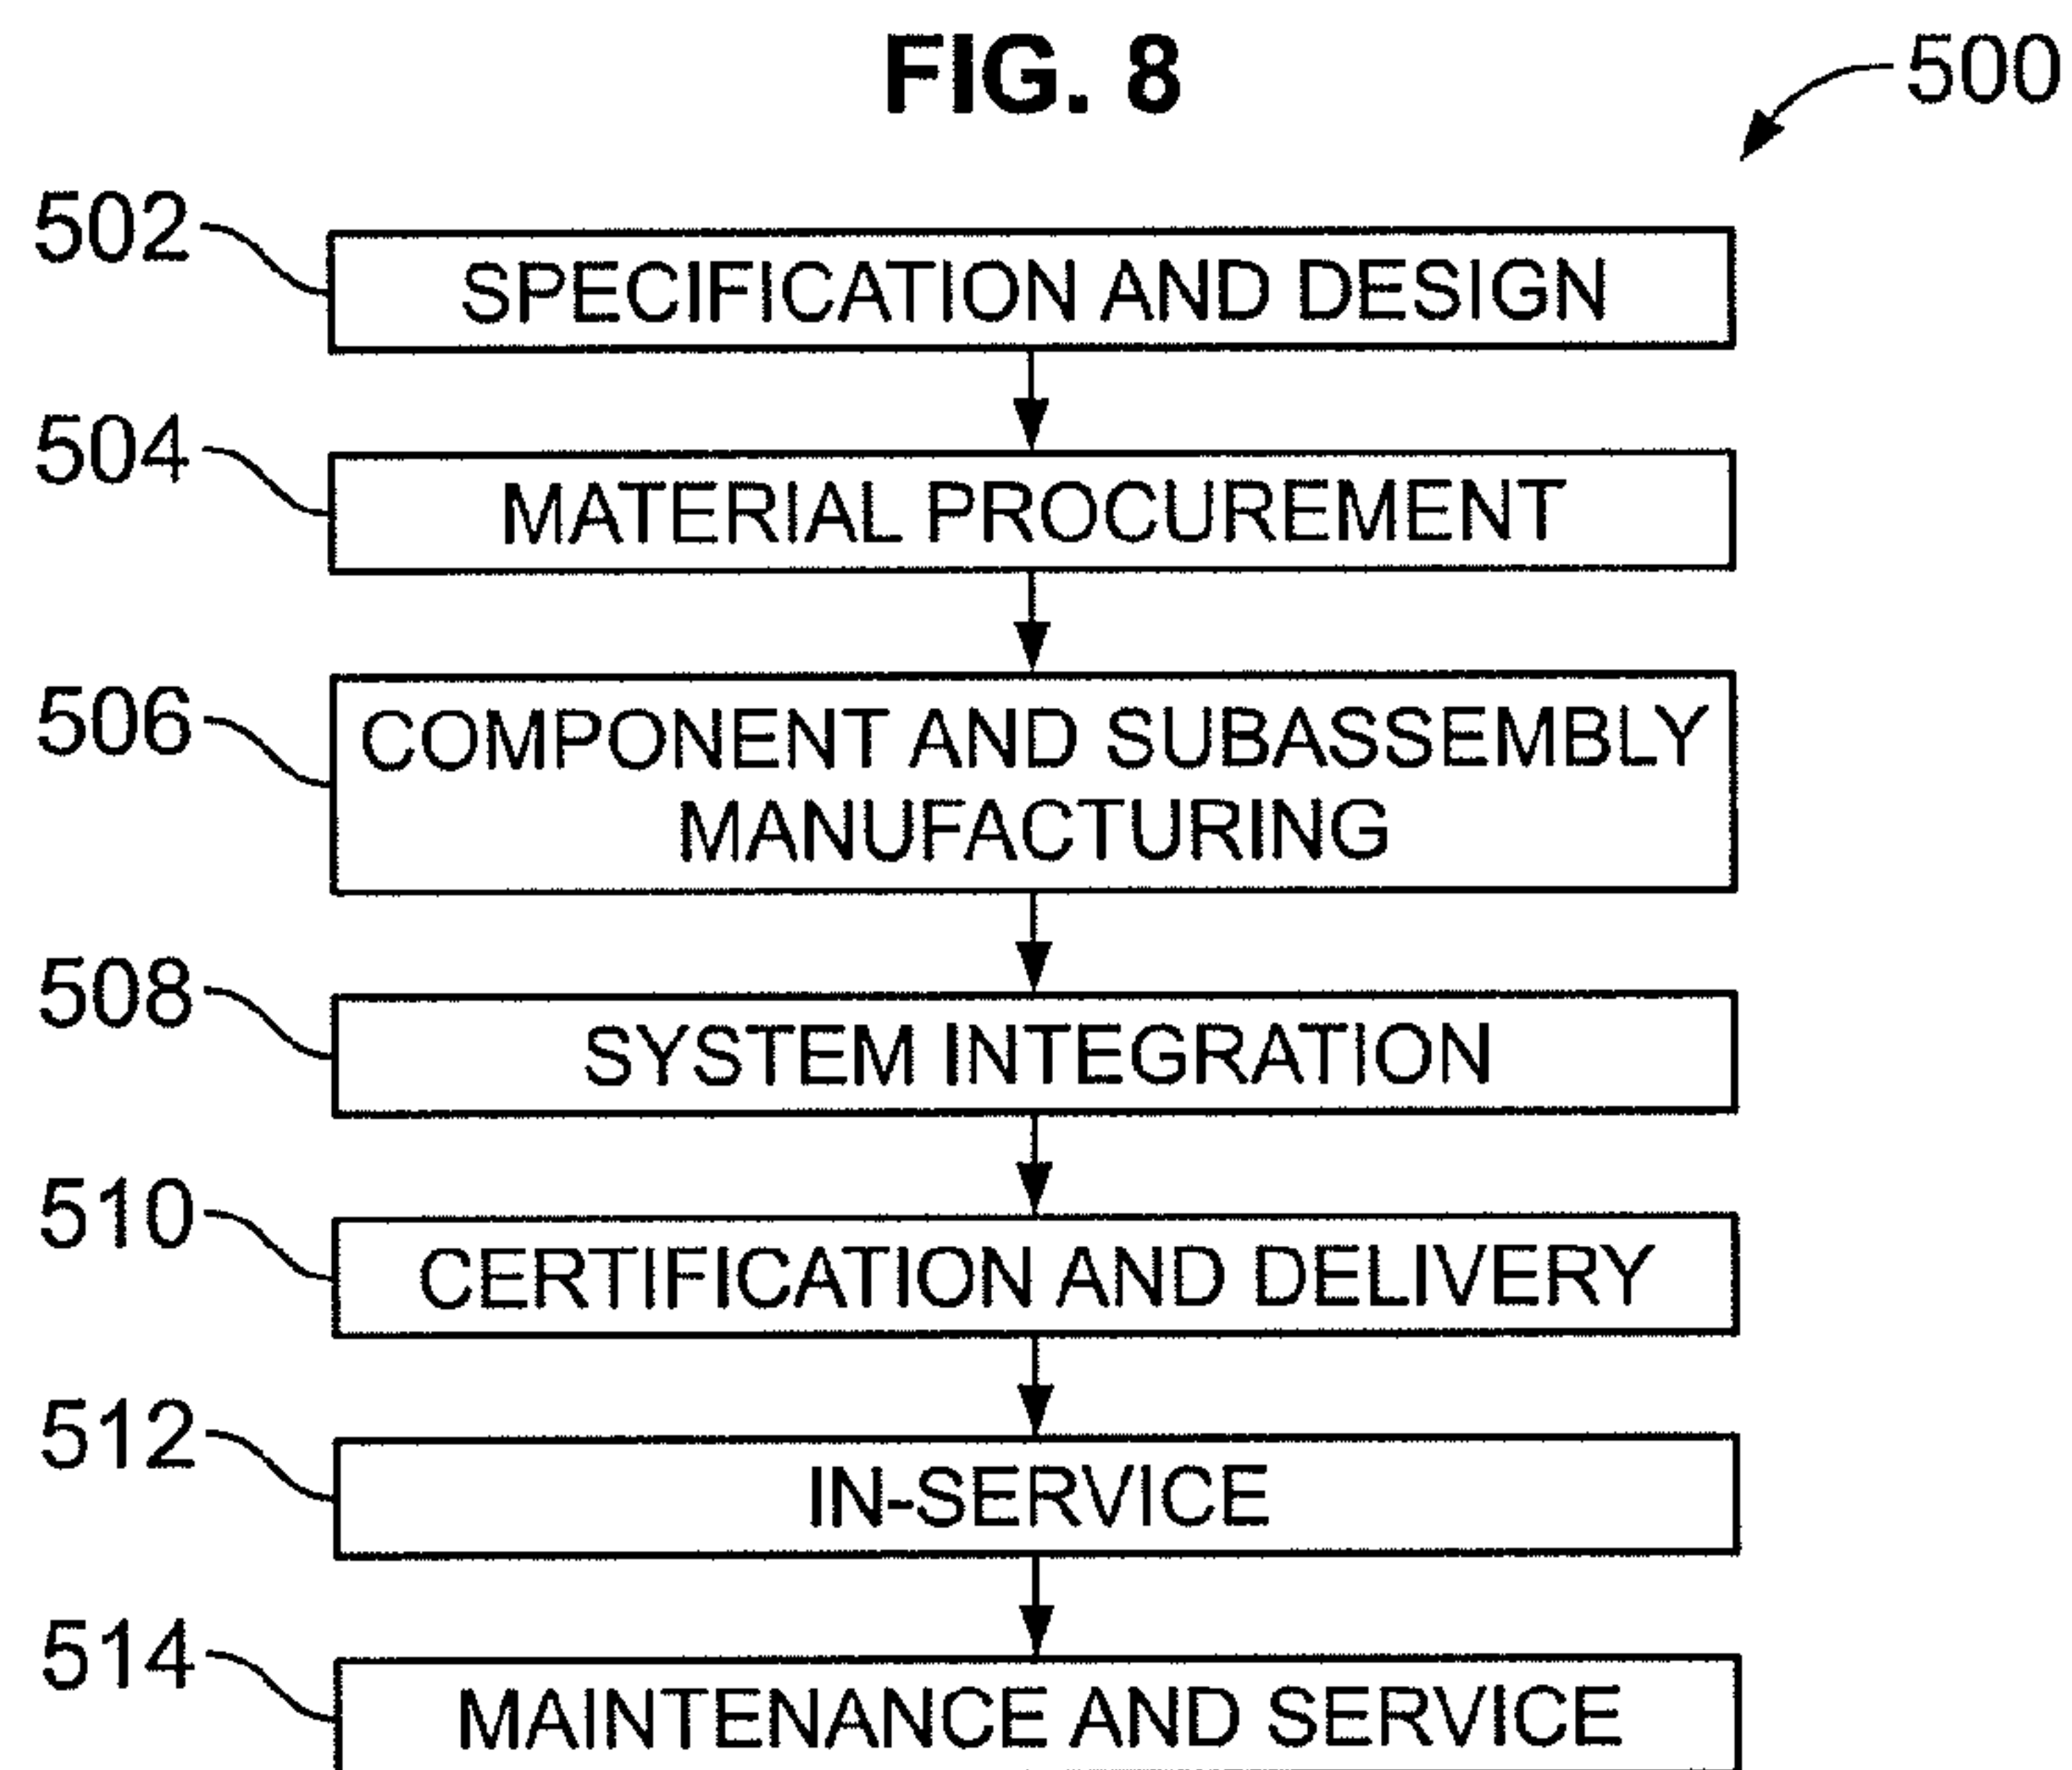 FIG. 8
500
502
SPECIFICATION AND DESIGN
504
MATERIAL PROCUREMENT
506
COMPONENT AND SUBASSEMBLY
MANUFACTURING
508
SYSTEM INTEGRATION
510
CERTIFICATION AND DELIVERY
512
IN-SERVICE
514
MAINTENANCE AND SERVICE